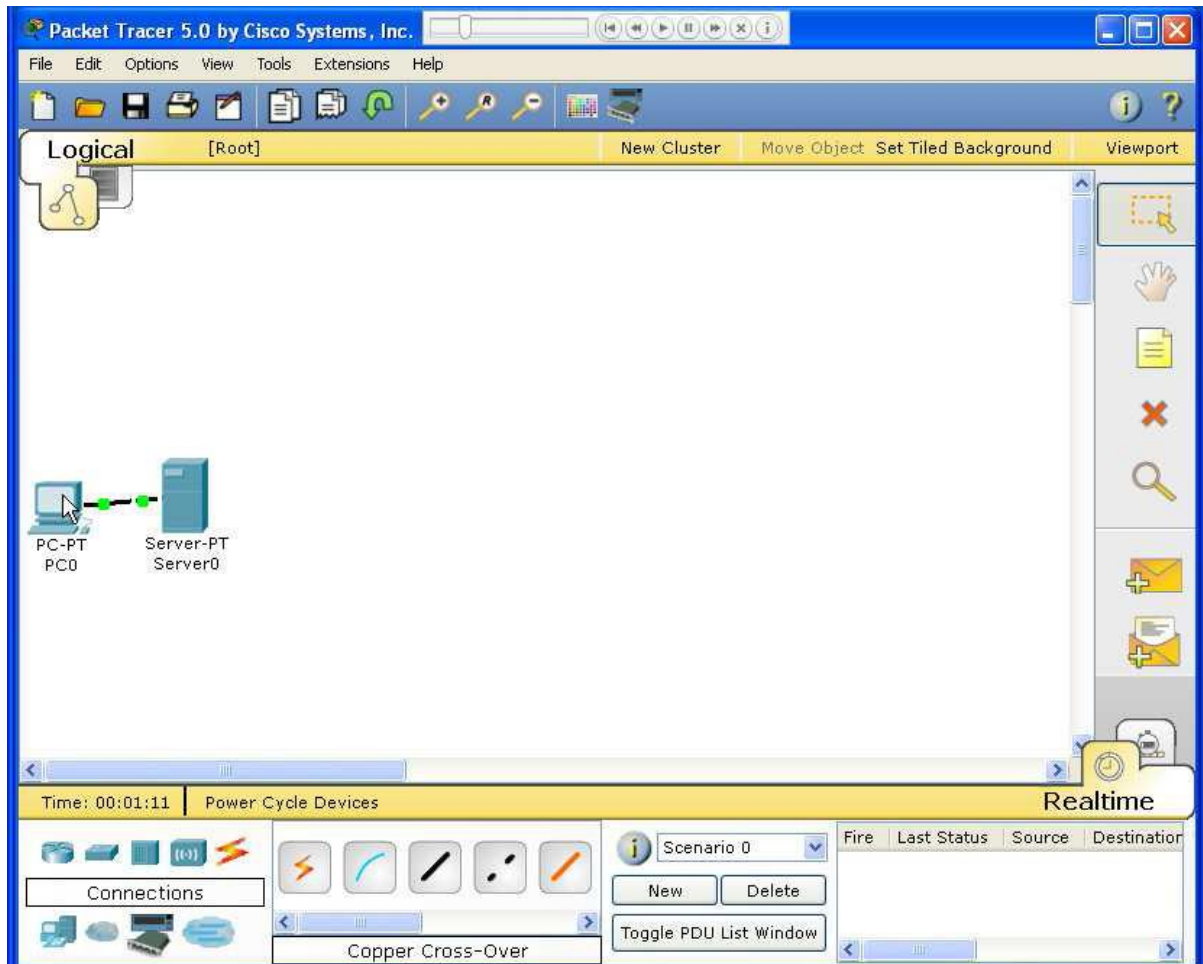 Packet Tracer 5.0 by Cisco Systems, Inc.
File Edit Options View Tools Extensions Help
Logical [Root] New Cluster Move Object Set Tiled Background Viewport
PC-PT
PC0
Server-PT
Server0
Time: 00:01:11 Power Cycle Devices Realtime
Connections
Copper Cross-Over
Scenario 0
New Delete
Toggle PDU List Window
Fire Last Status Source Destination